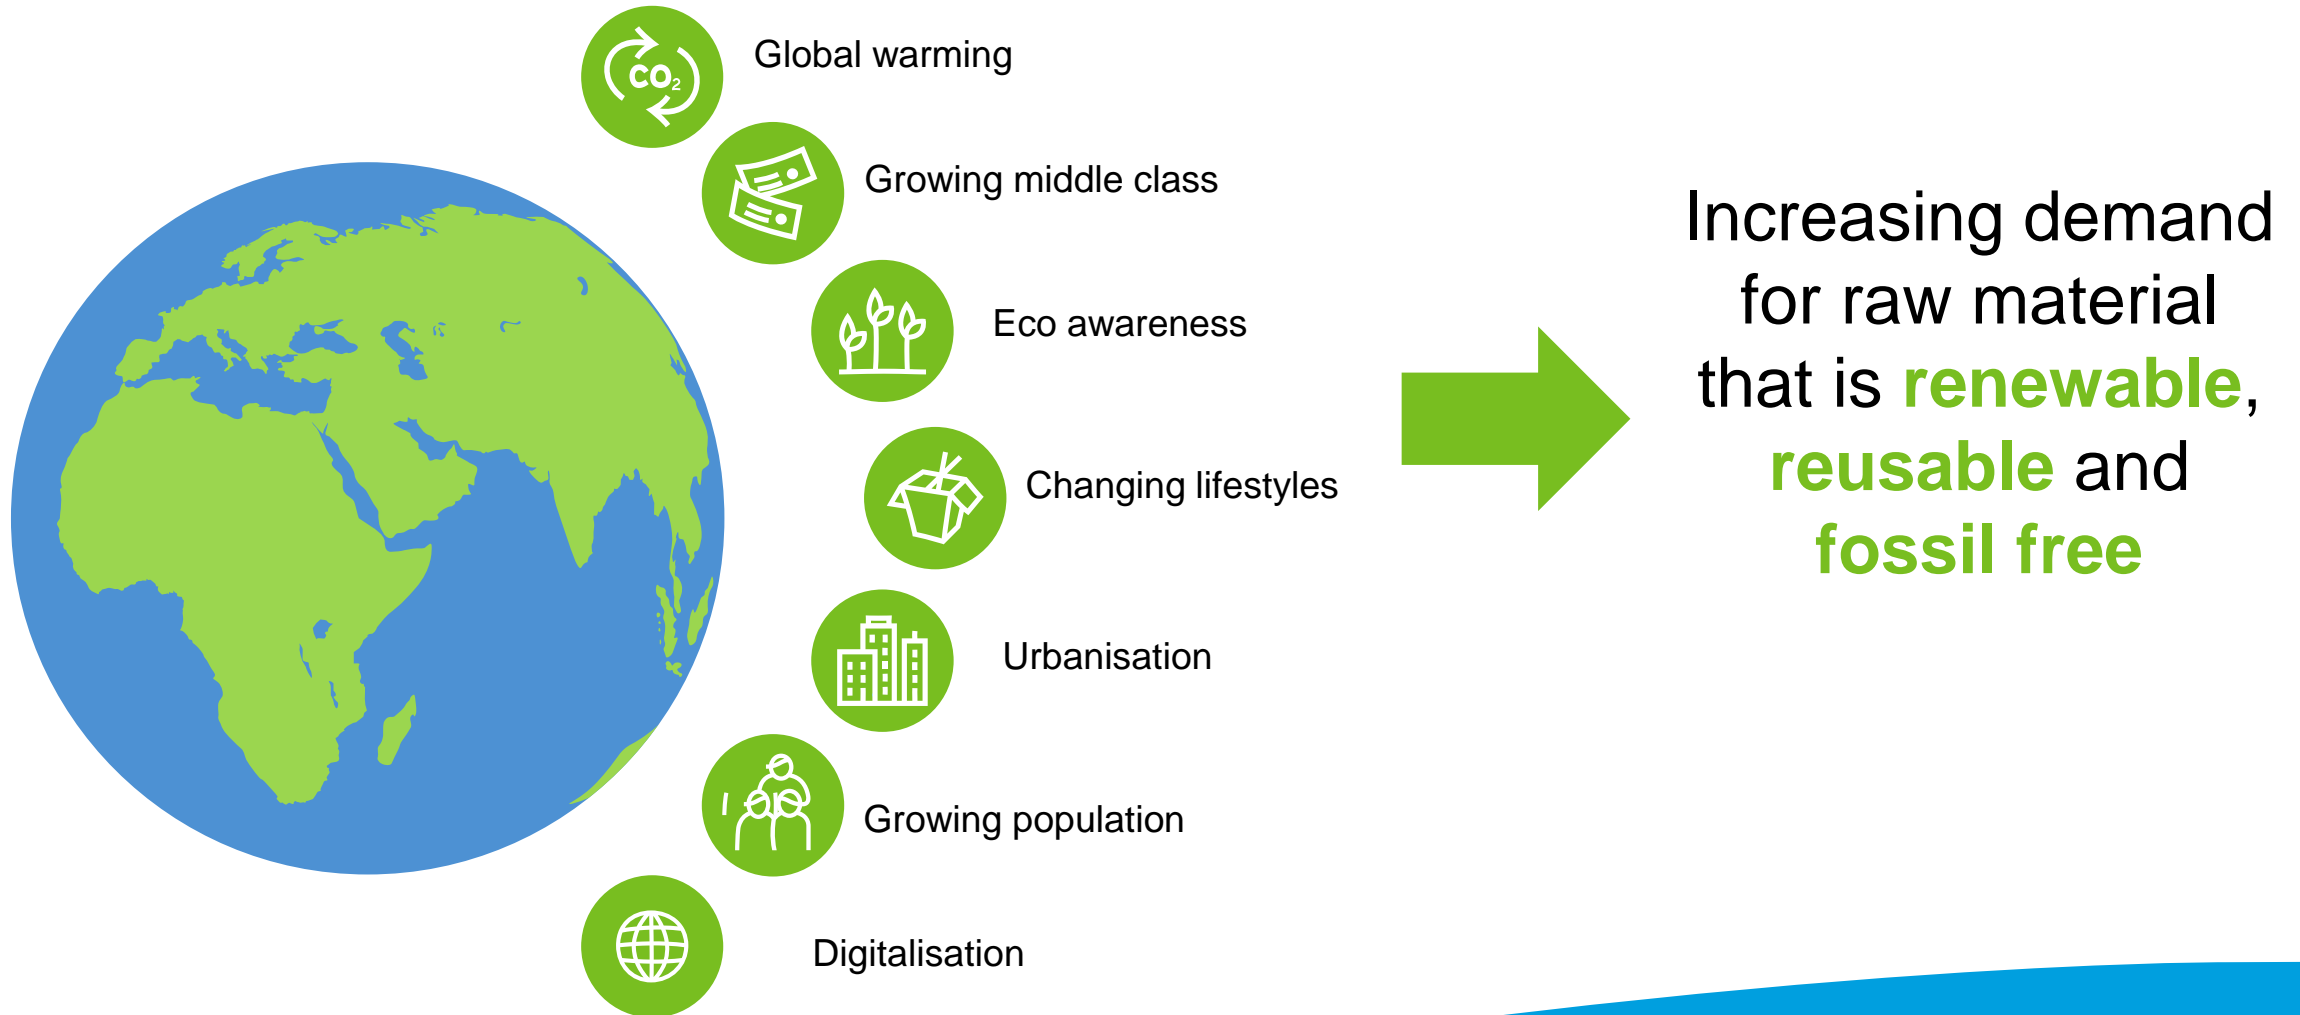 CO₂
Global warming
Growing middle class
Eco awareness
Changing lifestyles
Urbanisation
Growing population
Digitalisation
Increasing demand
for raw material
that is renewable,
reusable and
fossil free